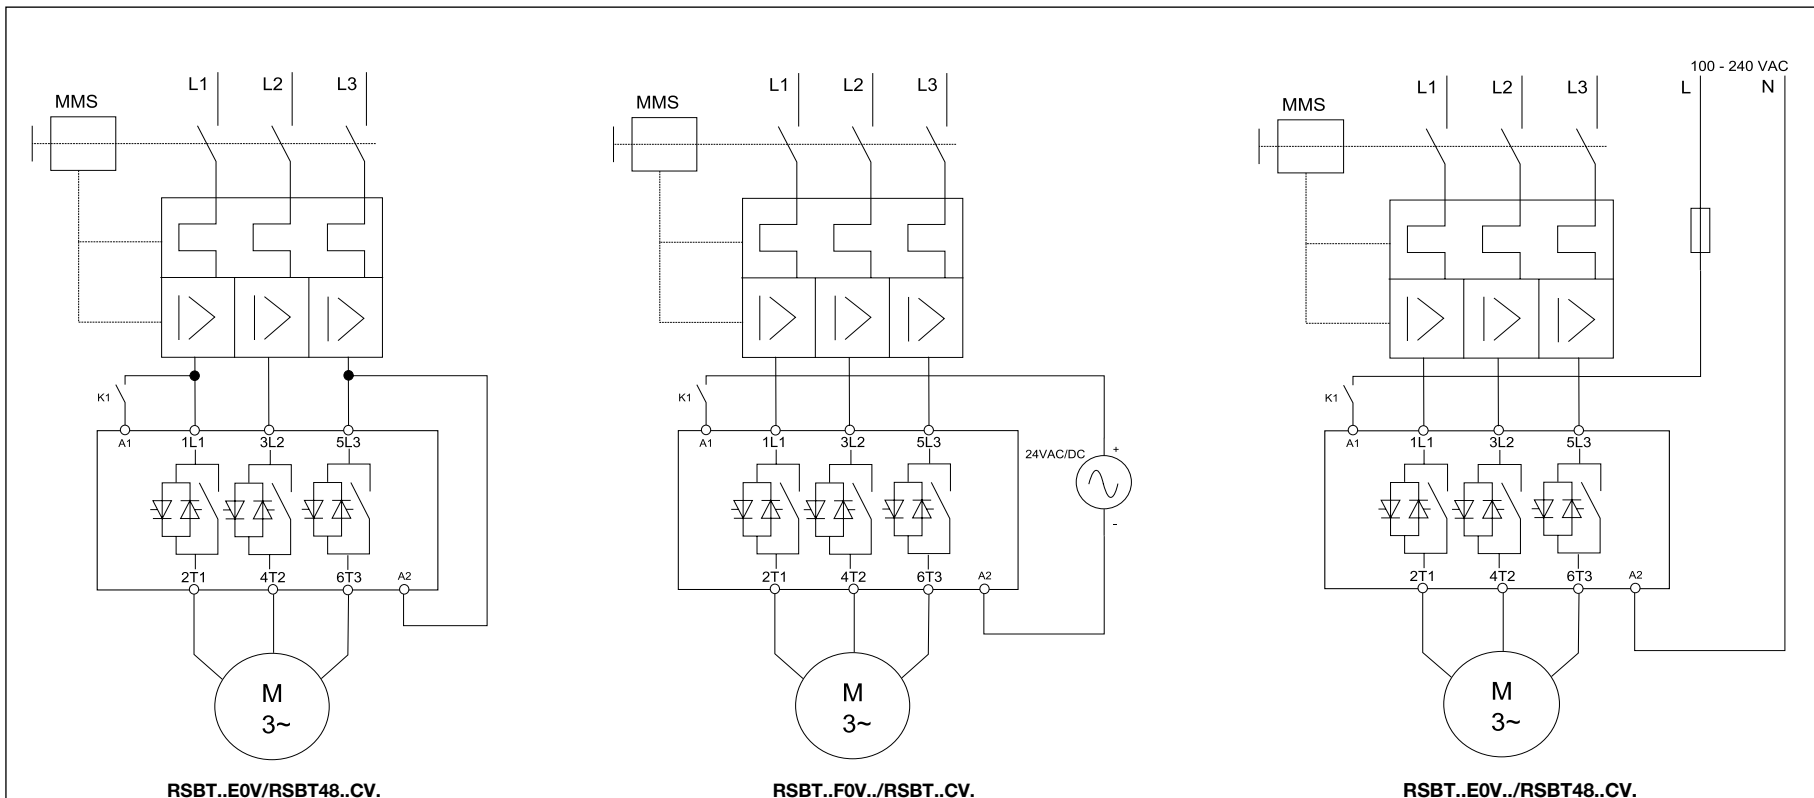 MMS
L1 L2 L3
K1
A1 1L1 3L2 5L3
2T1 4T2 6T3 A2
M
3~
RSBT..E0V/RSBT48..CV.
MMS
L1 L2 L3
K1
A1 1L1 3L2 5L3
24VAC/DC
+
-
2T1 4T2 6T3 A2
M
3~
RSBT..F0V../RSBT..CV.
100 - 240 VAC
L N
MMS
L1 L2 L3
K1
A1 1L1 3L2 5L3
2T1 4T2 6T3 A2
M
3~
RSBT..E0V../RSBT48..CV.